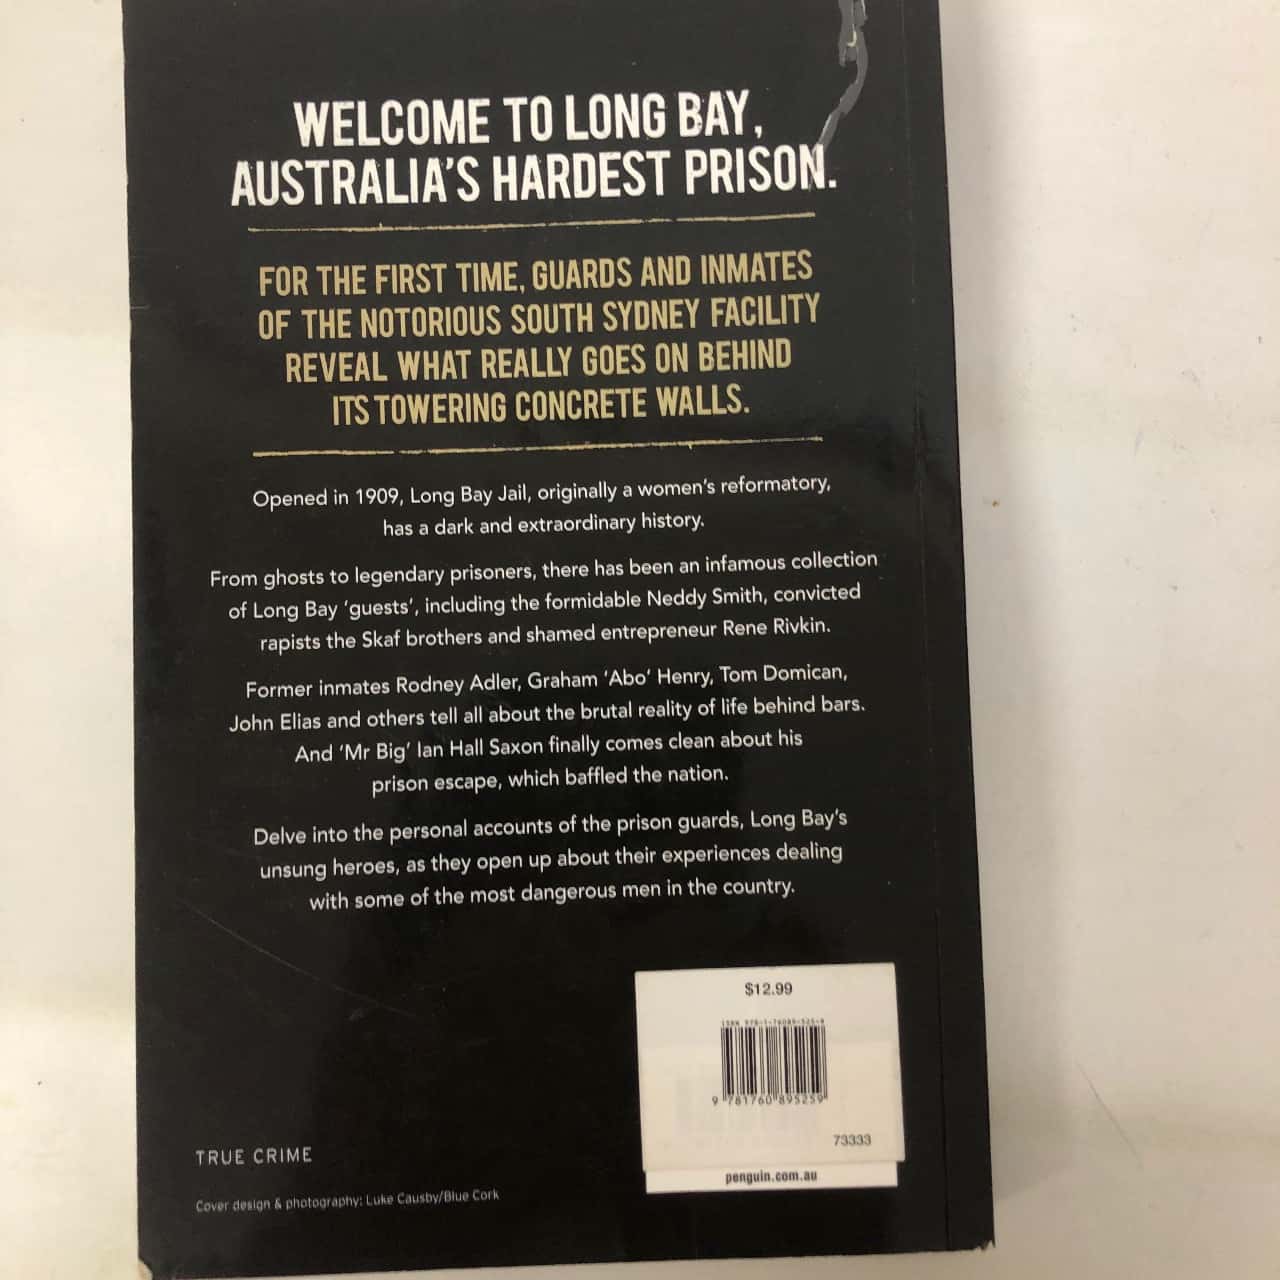 WELCOME TO LONG BAY,
AUSTRALIA'S HARDEST PRISON.
FOR THE FIRST TIME, GUARDS AND INMATES
OF THE NOTORIOUS SOUTH SYDNEY FACILITY
REVEAL WHAT REALLY GOES ON BEHIND
ITS TOWERING CONCRETE WALLS.
Opened in 1909, Long Bay Jail, originally a women's reformatory,
has a dark and extraordinary history.
From ghosts to legendary prisoners, there has been an infamous collection
of Long Bay 'guests', including the formidable Neddy Smith, convicted
rapists the Skaf brothers and shamed entrepreneur Rene Rivkin.
Former inmates Rodney Adler, Graham 'Abo' Henry, Tom Domican,
John Elias and others tell all about the brutal reality of life behind bars.
And 'Mr Big' Ian Hall Saxon finally comes clean about his
prison escape, which baffled the nation.
Delve into the personal accounts of the prison guards, Long Bay's
unsung heroes, as they open up about their experiences dealing
with some of the most dangerous men in the country.
$12.99
ISBN 978-1-76089-525-9
9 781760 895259
73333
penguin.com.au
TRUE CRIME
Cover design & photography: Luke Causby/Blue Cork